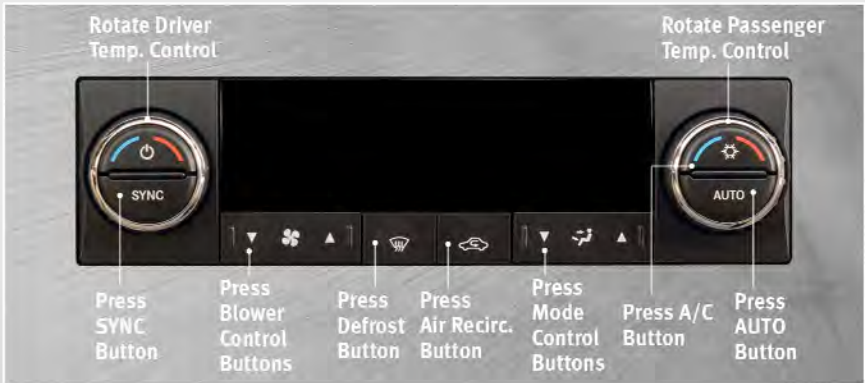 Rotate Driver
Temp. Control
Rotate Passenger
Temp. Control
SYNC
AUTO
Press
SYNC
Button
Press
Blower
Control
Buttons
Press
Defrost
Button
Press
Air Recirc.
Button
Press
Mode
Control
Buttons
Press A/C
Button
Press
AUTO
Button